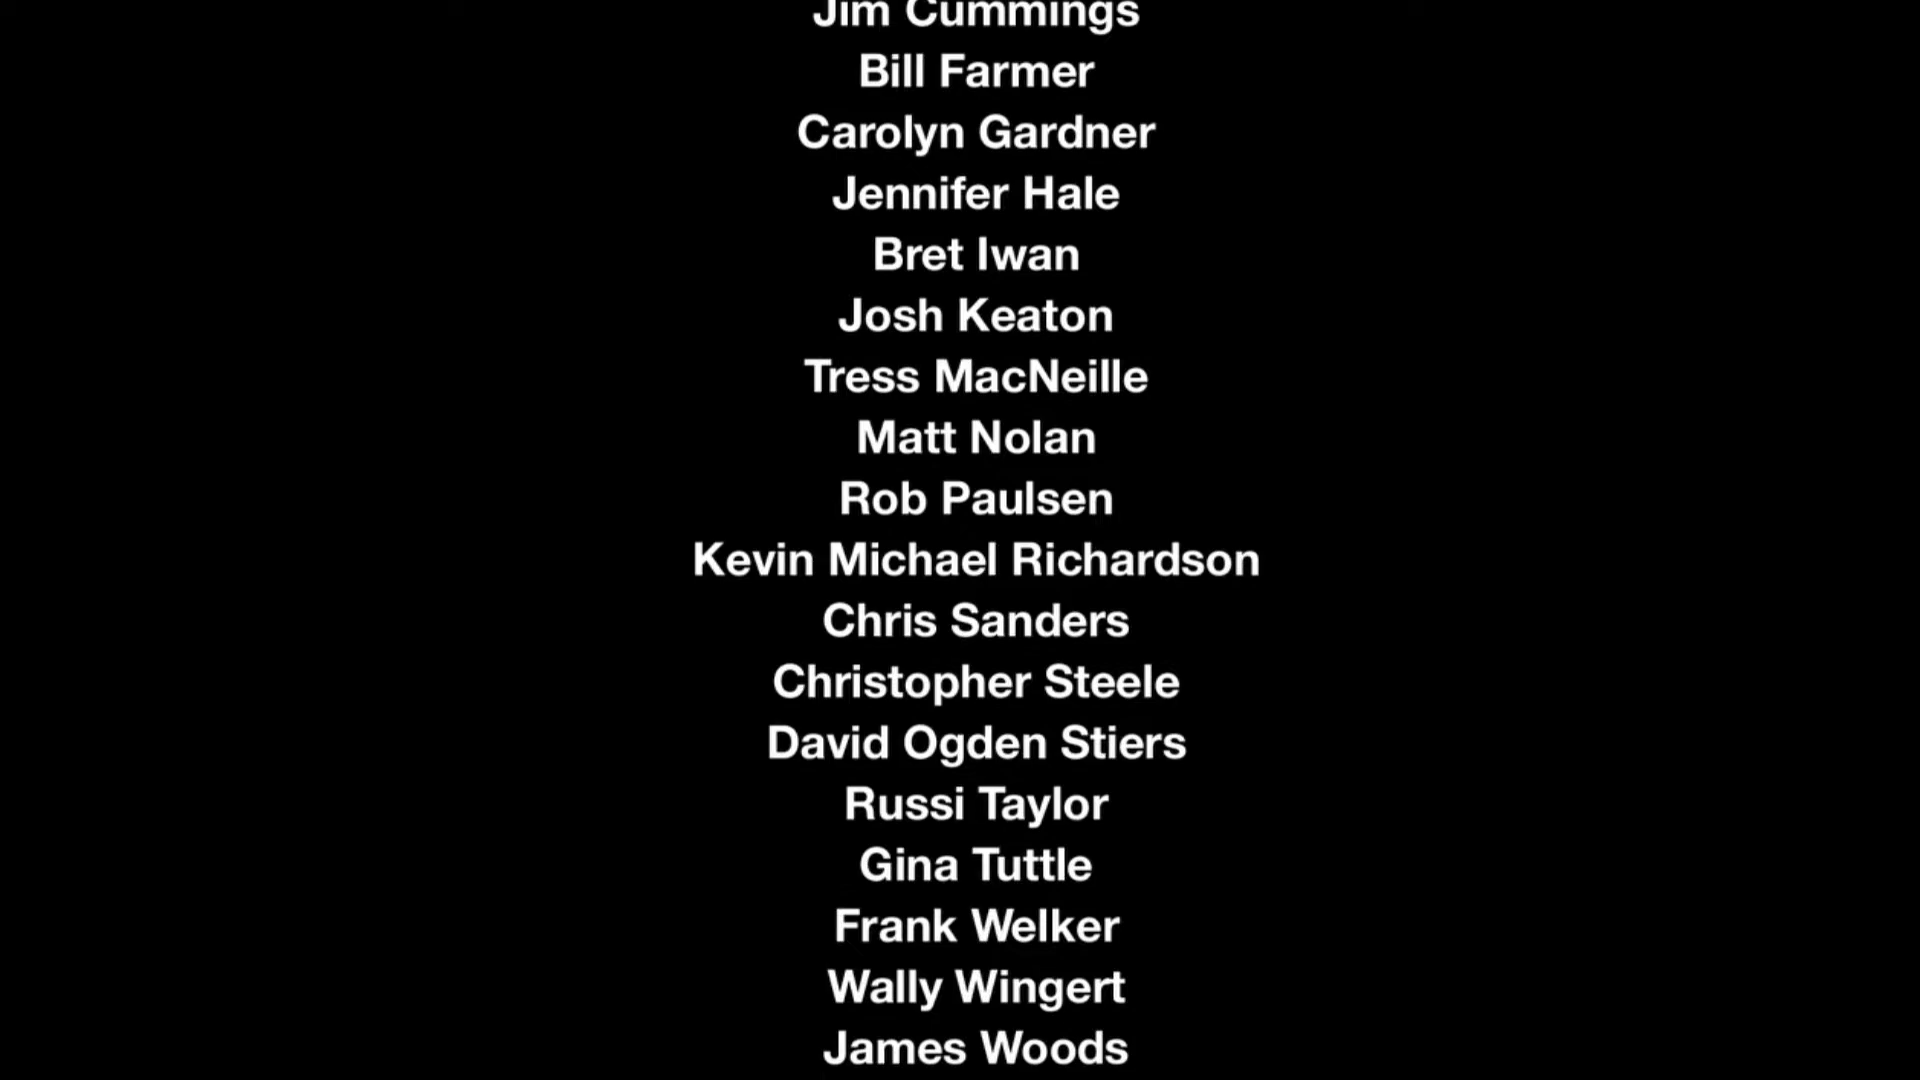 Jim Cummings
Bill Farmer
Carolyn Gardner
Jennifer Hale
Bret Iwan
Josh Keaton
Tress MacNeille
Matt Nolan
Rob Paulsen
Kevin Michael Richardson
Chris Sanders
Christopher Steele
David Ogden Stiers
Russi Taylor
Gina Tuttle
Frank Welker
Wally Wingert
James Woods